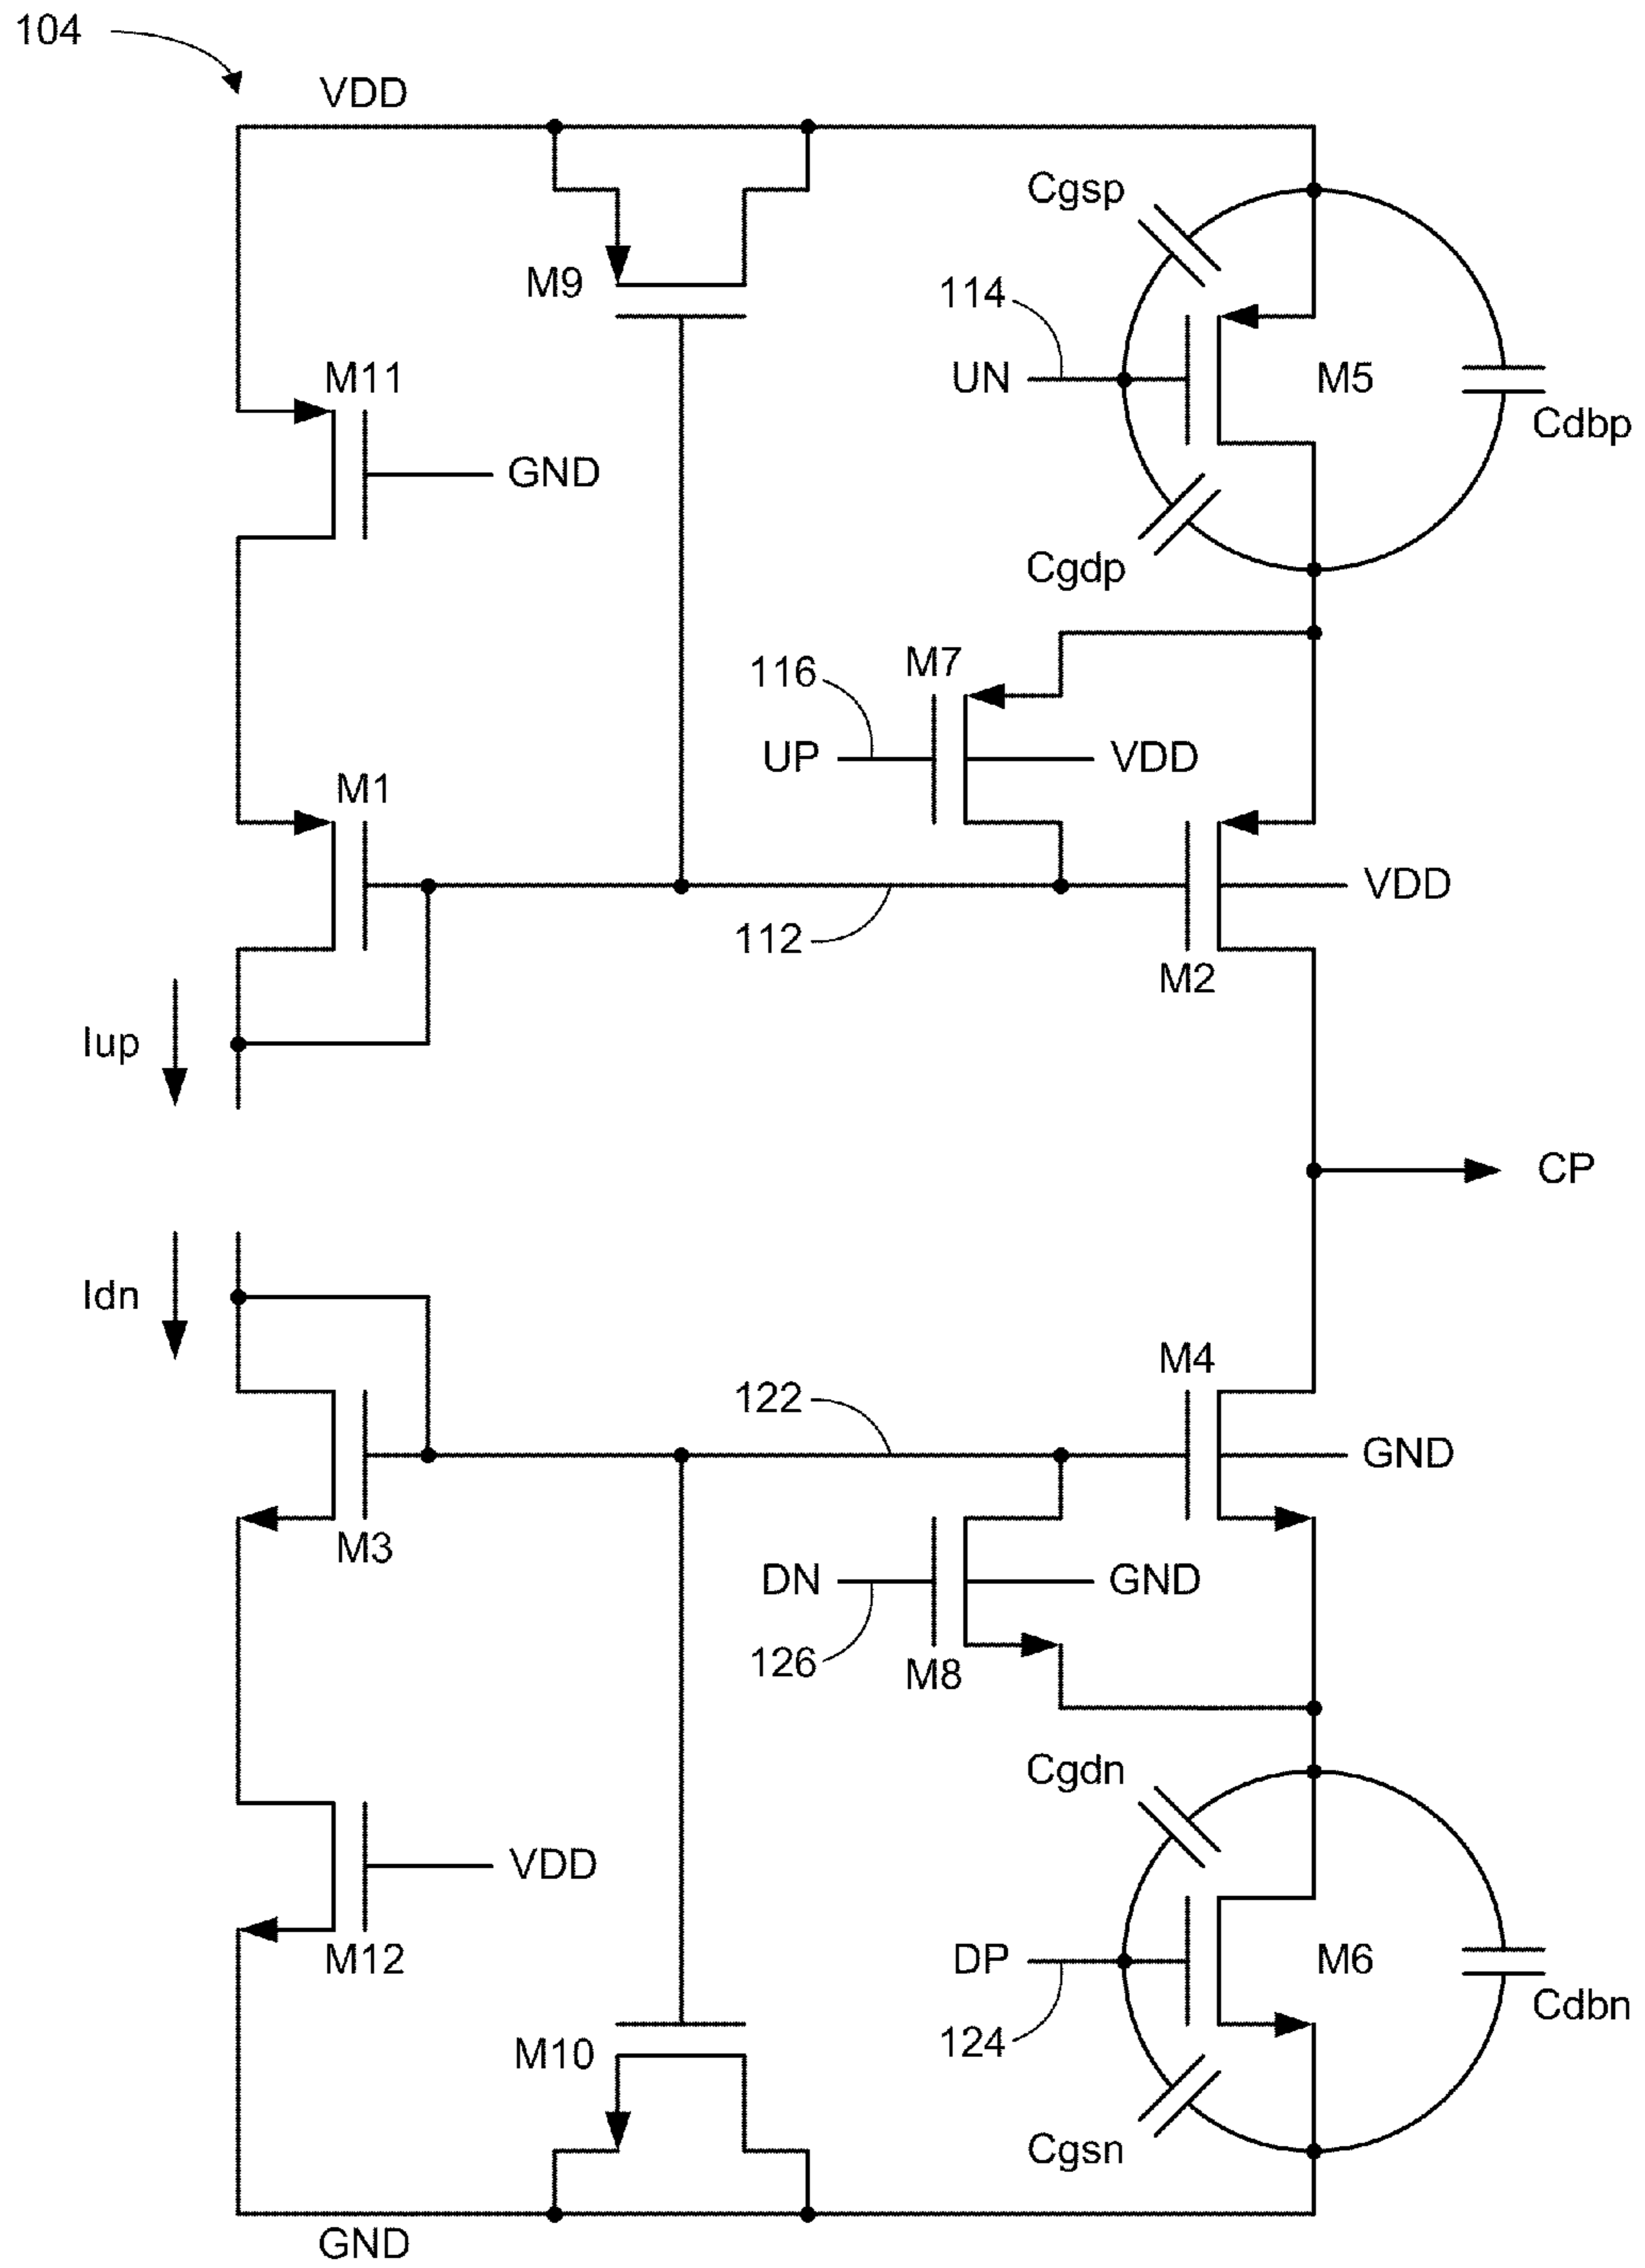 104
VDD
Cgsp
M9
114
M11
UN
M5
Cdbp
GND
Cgdp
M7
116
UP
VDD
M1
VDD
112
M2
Iup
CP
Idn
M4
122
GND
M3
DN
GND
126
M8
Cgdn
VDD
M12
DP
M6
Cdbn
124
M10
Cgsn
GND